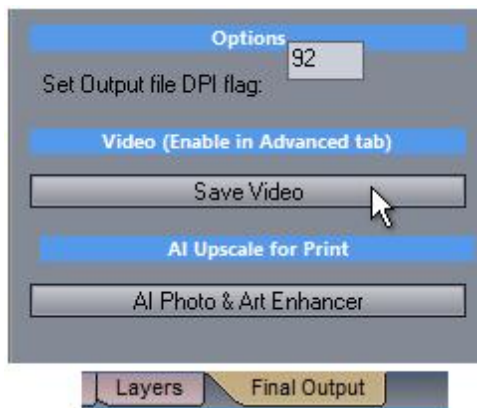 Options
92
Set Output file DPI flag:
Video (Enable in Advanced tab)
Save Video
AI Upscale for Print
AI Photo & Art Enhancer
Layers Final Output